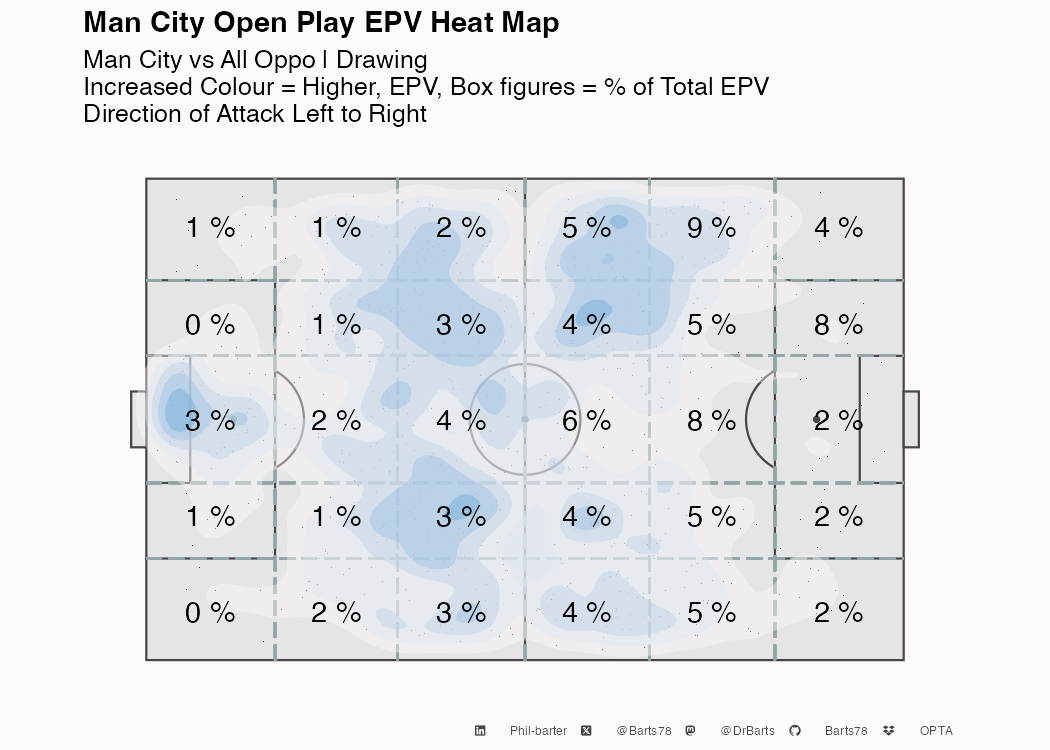 Man City Open Play EPV Heat Map
Man City vs All Oppo | Drawing
Increased Colour = Higher, EPV, Box figures = % of Total EPV
Direction of Attack Left to Right
1 % 1 % 2 % 5 % 9 % 4 %
0 % 1 % 3 % 4 % 5 % 8 %
3 % 2 % 4 % 6 % 8 % 2 %
1 % 1 % 3 % 4 % 5 % 2 %
0 % 2 % 3 % 4 % 5 % 2 %
Phil-barter @Barts78 @DrBarts Barts78 OPTA